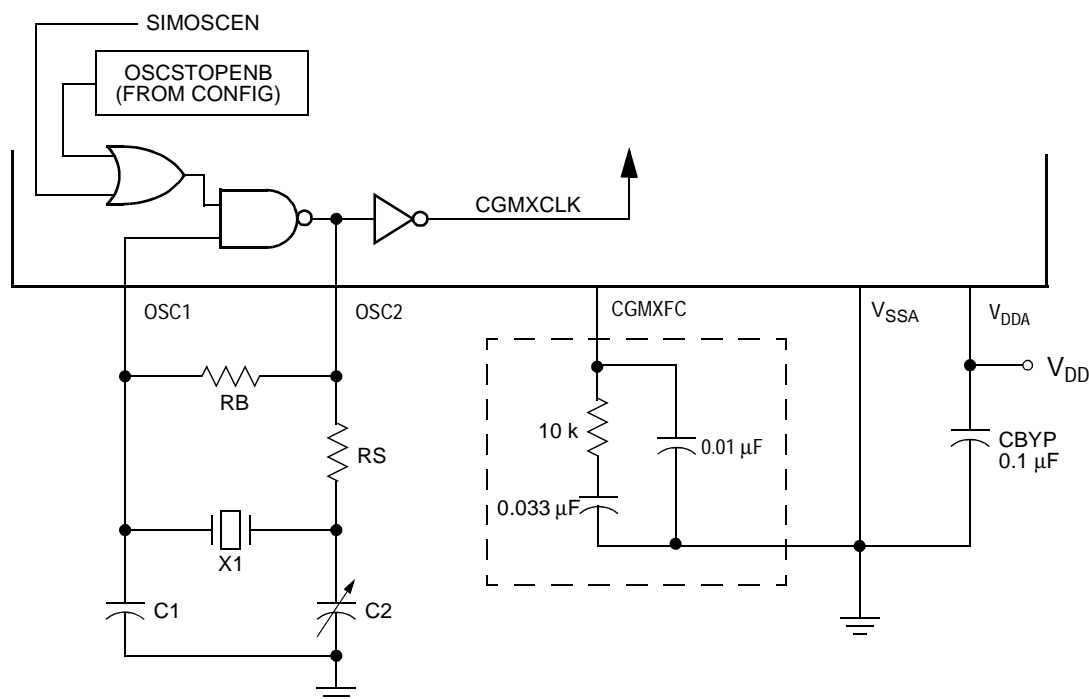 SIMOSCEN
OSCSTOPENB
(FROM CONFIG)
CGMXCLK
OSC1
OSC2
CGMXFC
VSSA
VDDA
VDD
RB
10 k
0.01 μF
CBYP
0.1 μF
RS
0.033 μF
X1
C1
C2